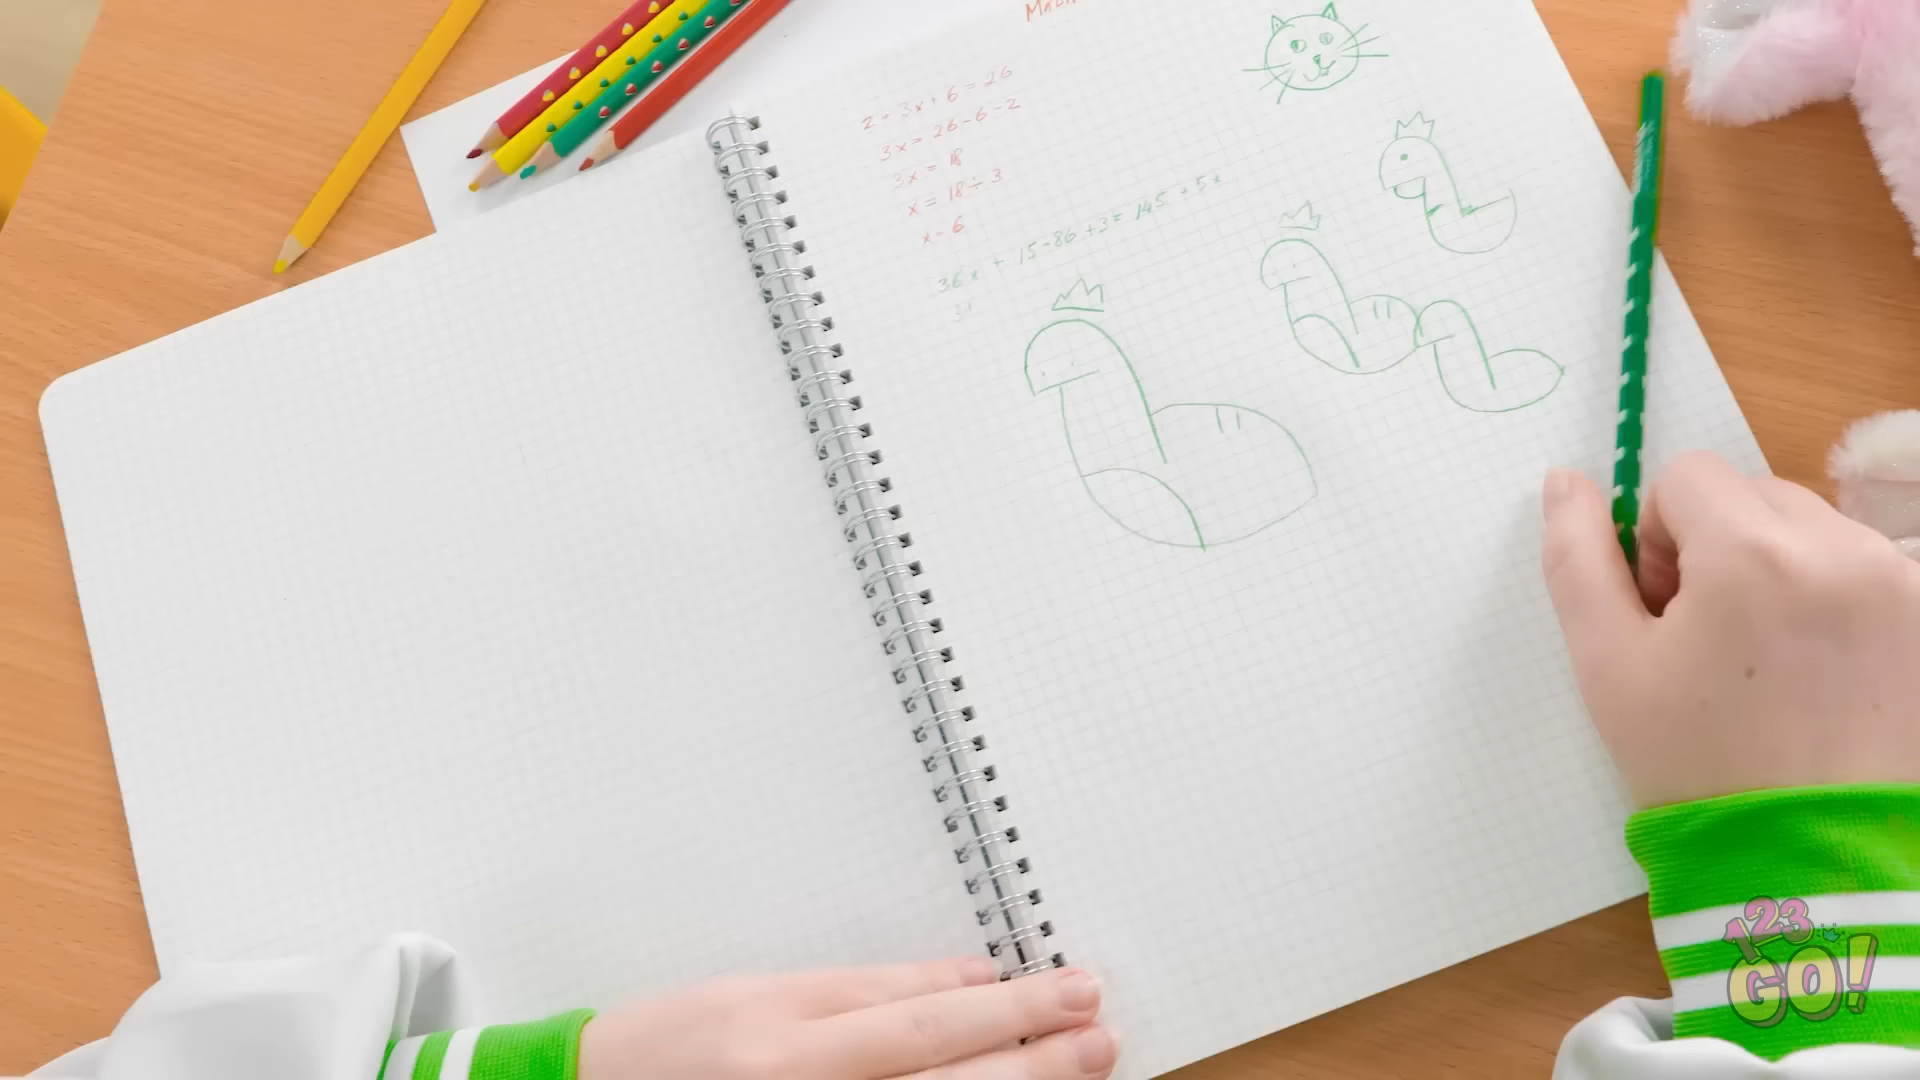 2 + 3x + 6 = 26
3x = 26-6-2
3x = 18
x = 18 ÷ 3
x = 6
36x + 15-86 +3 = 145 + 5x
123
GO!